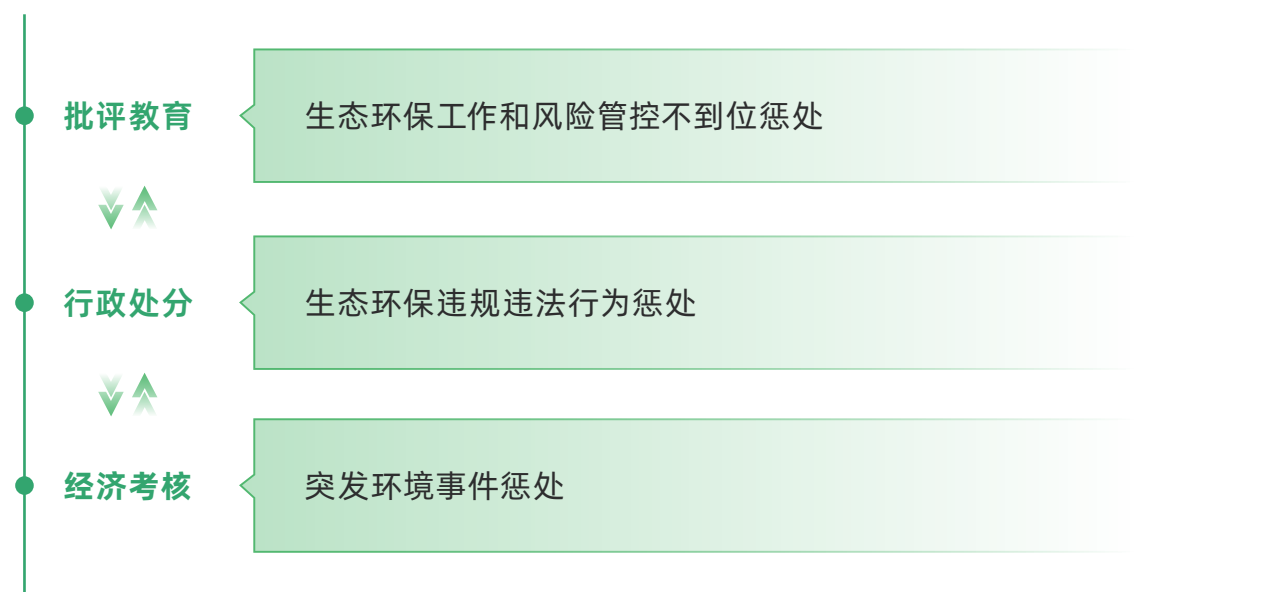 批评教育
生态环保工作和风险管控不到位惩处
行政处分
生态环保违规违法行为惩处
经济考核
突发环境事件惩处